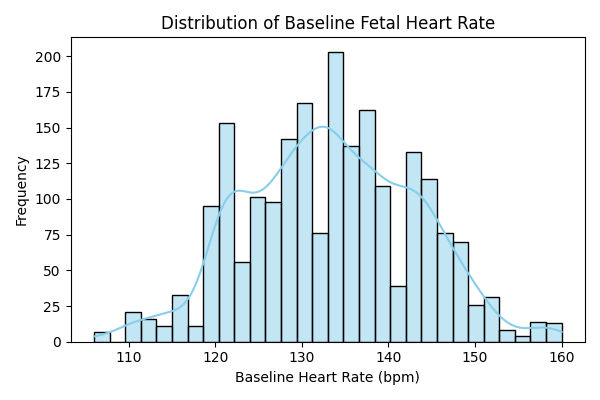 Distribution of Baseline Fetal Heart Rate
Frequency
200
175
150
125
100
75
50
25
0
110 120 130 140 150 160
Baseline Heart Rate (bpm)